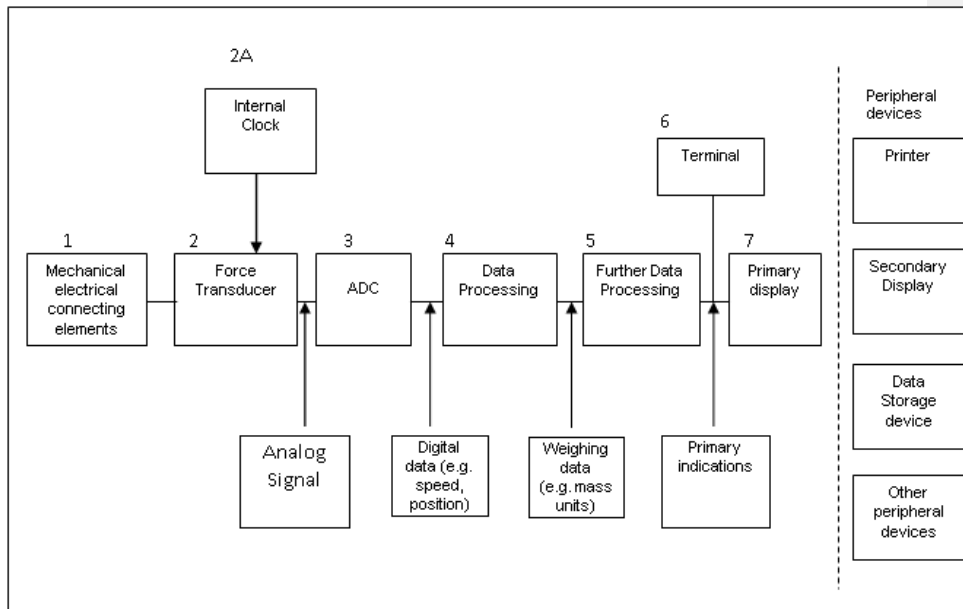 2A
Internal
Clock
Peripheral
devices
6
Terminal
Printer
1
2
3
4
5
7
Mechanical
electrical
connecting
elements
Force
Transducer
ADC
Data
Processing
Further Data
Processing
Primary
display
Secondary
Display
Analog
Signal
Digital
data (e.g.
speed,
position)
Weighing
data
(e.g. mass
units)
Primary
indications
Data
Storage
device
Other
peripheral
devices